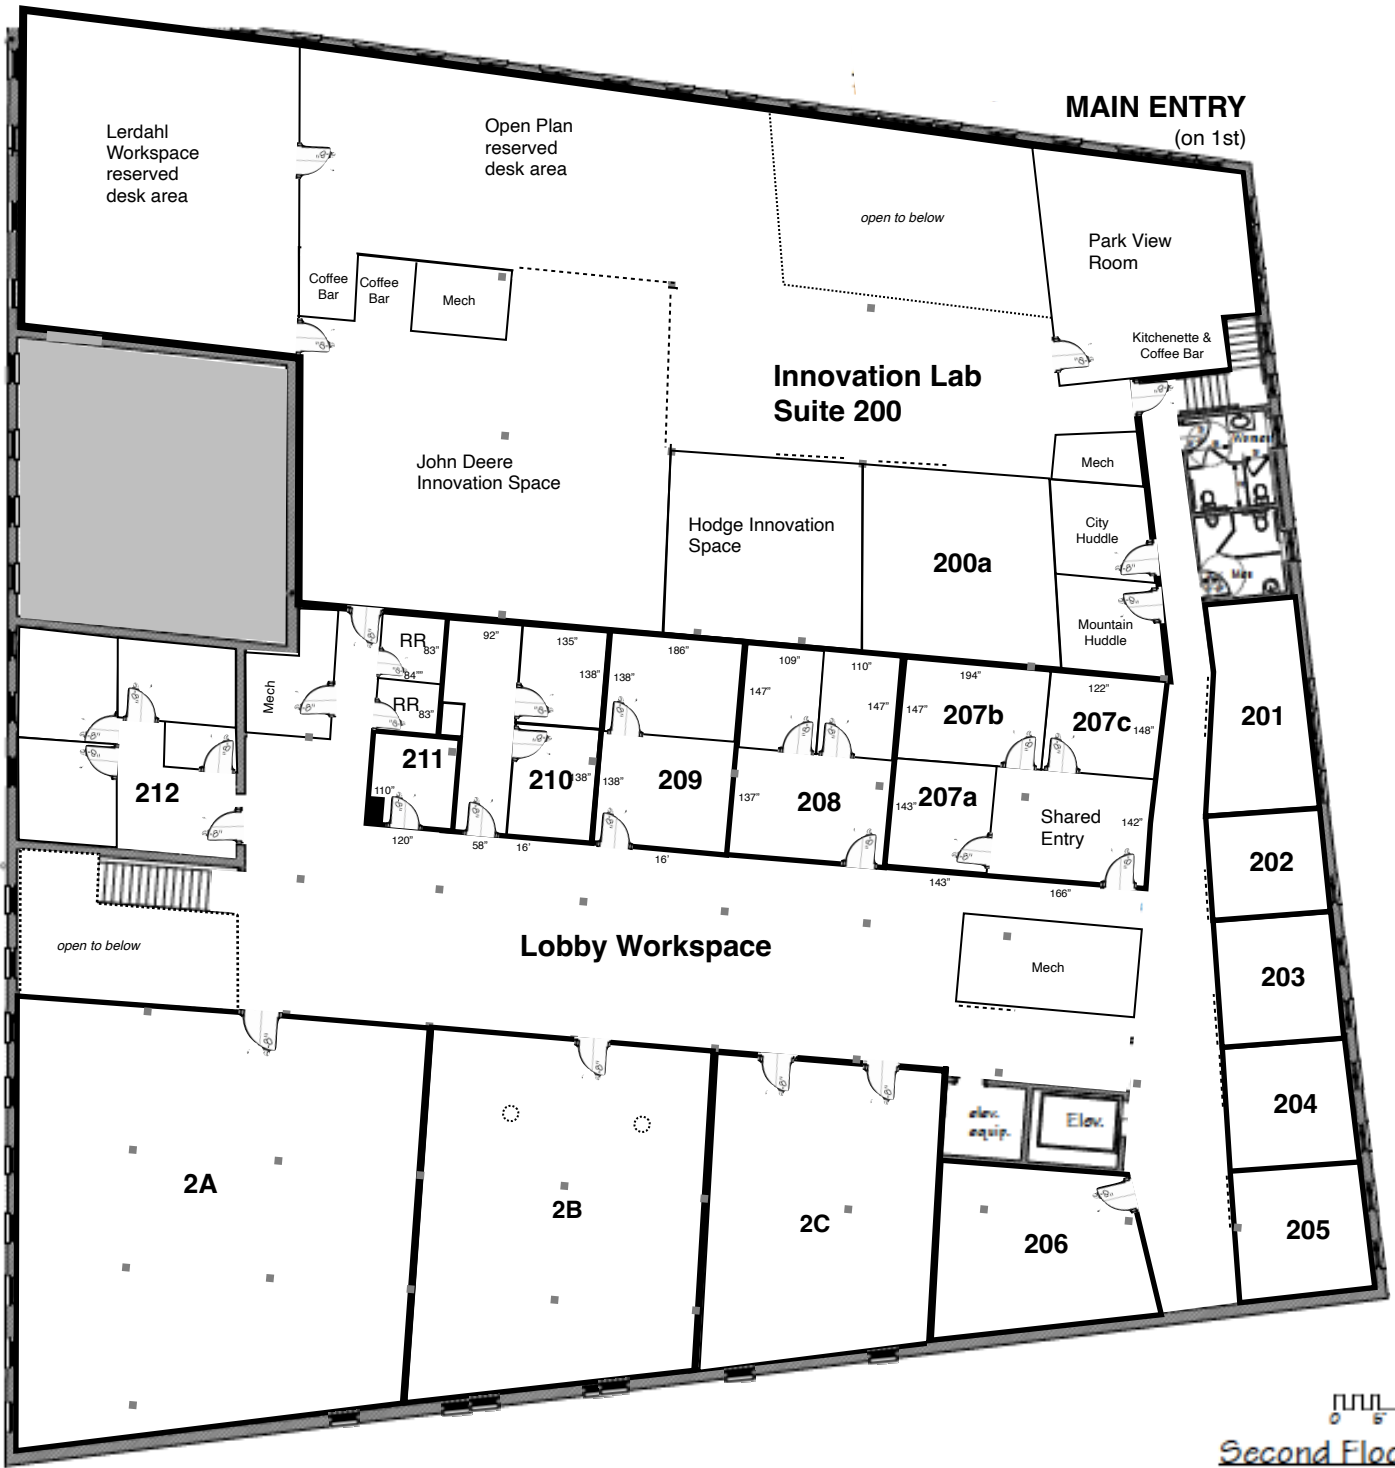 MAIN ENTRY
(on 1st)
Lerdahl
Workspace
reserved
desk area
Open Plan
reserved
desk area
open to below
Park View
Room
Coffee
Bar
Coffee
Bar
Mech
Kitchenette &
Coffee Bar
Innovation Lab
Suite 200
John Deere
Innovation Space
Mech
Women
Hodge Innovation
Space
200a
City
Huddle
Men
Mountain
Huddle
RR
83"
84"
RR
83"
92"
135"
138"
186"
138"
109"
147"
110"
147"
194"
147"
122"
148"
Mech
207b
207c
201
211
110"
120"
58"
210
138"
16'
209
138"
16'
208
137"
207a
143"
143"
Shared
Entry
142"
166"
212
202
open to below
Lobby Workspace
Mech
203
204
elev.
equip.
Elev.
2A
2B
2C
206
205
0 5'
Second Floo